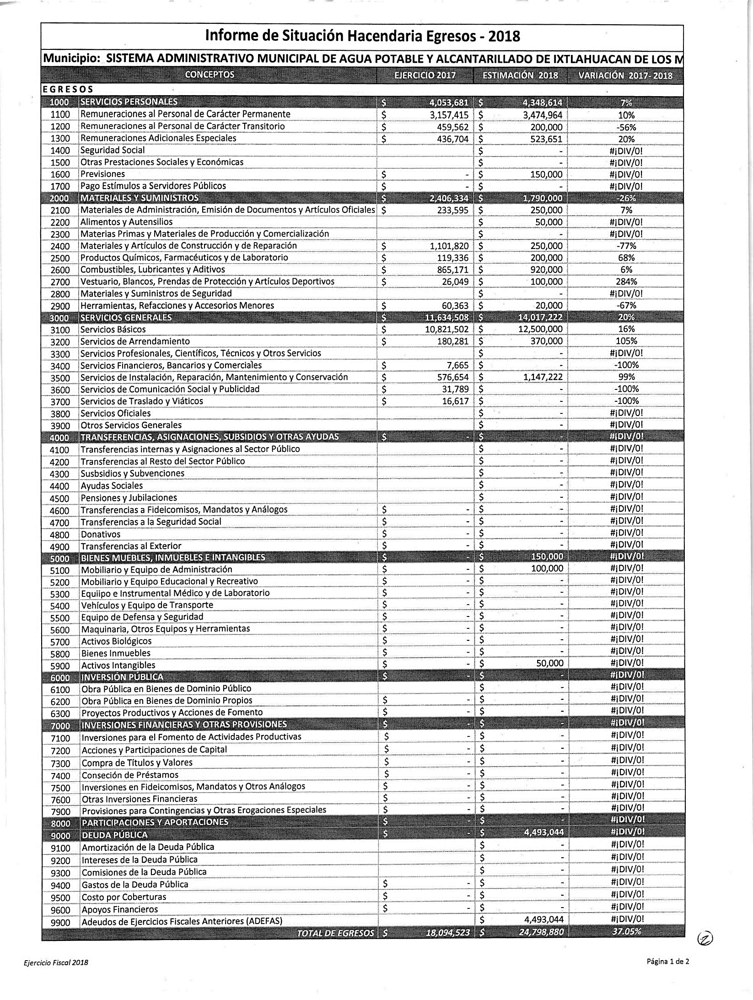 Informe de Situación Hacendaria Egresos - 2018
Municipio: SISTEMA ADMINISTRATIVO MUNICIPAL DE AGUA POTABLE Y ALCANTARILLADO DE IXTLAHUACAN DE LOS M
CONCEPTOS EJERCICIO 2017 ESTIMACIÓN 2018 VARIACIÓN 2017-2018
EGRESOS
1000 SERVICIOS PERSONALES $ 4,053,681 $ 4,348,614 7%
1100 Remuneraciones al Personal de Carácter Permanente $ 3,157,415 $ 3,474,964 10%
1200 Remuneraciones al Personal de Carácter Transitorio $ 459,562 $ 200,000 -56%
1300 Remuneraciones Adicionales Especiales $ 436,704 $ 523,651 20%
1400 Seguridad Social $ - #¡DIV/0!
1500 Otras Prestaciones Sociales y Económicas $ - #¡DIV/0!
1600 Previsiones $ - $ 150,000 #¡DIV/0!
1700 Pago Estímulos a Servidores Públicos $ - $ - #¡DIV/0!
2000 MATERIALES Y SUMINISTROS $ 2,406,334 $ 1,790,000 -26%
2100 Materiales de Administración, Emisión de Documentos y Artículos Oficiales $ 233,595 $ 250,000 7%
2200 Alimentos y Autensilios $ 50,000 #¡DIV/0!
2300 Materias Primas y Materiales de Producción y Comercialización $ - #¡DIV/0!
2400 Materiales y Artículos de Construcción y de Reparación $ 1,101,820 $ 250,000 -77%
2500 Productos Químicos, Farmacéuticos y de Laboratorio $ 119,336 $ 200,000 68%
2600 Combustibles, Lubricantes y Aditivos $ 865,171 $ 920,000 6%
2700 Vestuario, Blancos, Prendas de Protección y Artículos Deportivos $ 26,049 $ 100,000 284%
2800 Materiales y Suministros de Seguridad $ - #¡DIV/0!
2900 Herramientas, Refacciones y Accesorios Menores $ 60,363 $ 20,000 -67%
3000 SERVICIOS GENERALES $ 11,634,508 $ 14,017,222 20%
3100 Servicios Básicos $ 10,821,502 $ 12,500,000 16%
3200 Servicios de Arrendamiento $ 180,281 $ 370,000 105%
3300 Servicios Profesionales, Científicos, Técnicos y Otros Servicios $ - #¡DIV/0!
3400 Servicios Financieros, Bancarios y Comerciales $ 7,665 $ - -100%
3500 Servicios de Instalación, Reparación, Mantenimiento y Conservación $ 576,654 $ 1,147,222 99%
3600 Servicios de Comunicación Social y Publicidad $ 31,789 $ - -100%
3700 Servicios de Traslado y Viáticos $ 16,617 $ - -100%
3800 Servicios Oficiales $ - #¡DIV/0!
3900 Otros Servicios Generales $ - #¡DIV/0!
4000 TRANSFERENCIAS, ASIGNACIONES, SUBSIDIOS Y OTRAS AYUDAS $ - $ - #¡DIV/0!
4100 Transferencias internas y Asignaciones al Sector Público $ - #¡DIV/0!
4200 Transferencias al Resto del Sector Público $ - #¡DIV/0!
4300 Susbsidios y Subvenciones $ - #¡DIV/0!
4400 Ayudas Sociales $ - #¡DIV/0!
4500 Pensiones y Jubilaciones $ - #¡DIV/0!
4600 Transferencias a Fideicomisos, Mandatos y Análogos $ - $ - #¡DIV/0!
4700 Transferencias a la Seguridad Social $ - $ - #¡DIV/0!
4800 Donativos $ - $ - #¡DIV/0!
4900 Transferencias al Exterior $ - $ - #¡DIV/0!
5000 BIENES MUEBLES, INMUEBLES E INTANGIBLES $ - $ 150,000 #¡DIV/0!
5100 Mobiliario y Equipo de Administración $ - $ 100,000 #¡DIV/0!
5200 Mobiliario y Equipo Educacional y Recreativo $ - $ - #¡DIV/0!
5300 Equiipo e Instrumental Médico y de Laboratorio $ - $ - #¡DIV/0!
5400 Vehículos y Equipo de Transporte $ - $ - #¡DIV/0!
5500 Equipo de Defensa y Seguridad $ - $ - #¡DIV/0!
5600 Maquinaria, Otros Equipos y Herramientas $ - $ - #¡DIV/0!
5700 Activos Biológicos $ - $ - #¡DIV/0!
5800 Bienes Inmuebles $ - $ - #¡DIV/0!
5900 Activos Intangibles $ - $ 50,000 #¡DIV/0!
6000 INVERSIÓN PÚBLICA $ - $ - #¡DIV/0!
6100 Obra Pública en Bienes de Dominio Público $ - #¡DIV/0!
6200 Obra Pública en Bienes de Dominio Propios $ - $ - #¡DIV/0!
6300 Proyectos Productivos y Acciones de Fomento $ - $ - #¡DIV/0!
7000 INVERSIONES FINANCIERAS Y OTRAS PROVISIONES $ - $ - #¡DIV/0!
7100 Inversiones para el Fomento de Actividades Productivas $ - $ - #¡DIV/0!
7200 Acciones y Participaciones de Capital $ - $ - #¡DIV/0!
7300 Compra de Títulos y Valores $ - $ - #¡DIV/0!
7400 Conseción de Préstamos $ - $ - #¡DIV/0!
7500 Inversiones en Fideicomisos, Mandatos y Otros Análogos $ - $ - #¡DIV/0!
7600 Otras Inversiones Financieras $ - $ - #¡DIV/0!
7900 Provisiones para Contingencias y Otras Erogaciones Especiales $ - $ - #¡DIV/0!
8000 PARTICIPACIONES Y APORTACIONES $ - $ - #¡DIV/0!
9000 DEUDA PÚBLICA $ - $ 4,493,044 #¡DIV/0!
9100 Amortización de la Deuda Pública $ - #¡DIV/0!
9200 Intereses de la Deuda Pública $ - #¡DIV/0!
9300 Comisiones de la Deuda Pública $ - #¡DIV/0!
9400 Gastos de la Deuda Pública $ - $ - #¡DIV/0!
9500 Costo por Coberturas $ - $ - #¡DIV/0!
9600 Apoyos Financieros $ - $ - #¡DIV/0!
9900 Adeudos de Ejercicios Fiscales Anteriores (ADEFAS) $ 4,493,044 #¡DIV/0!
TOTAL DE EGRESOS $ 18,094,523 $ 24,798,880 37.05%
2
Ejercicio Fiscal 2018 Página 1 de 2